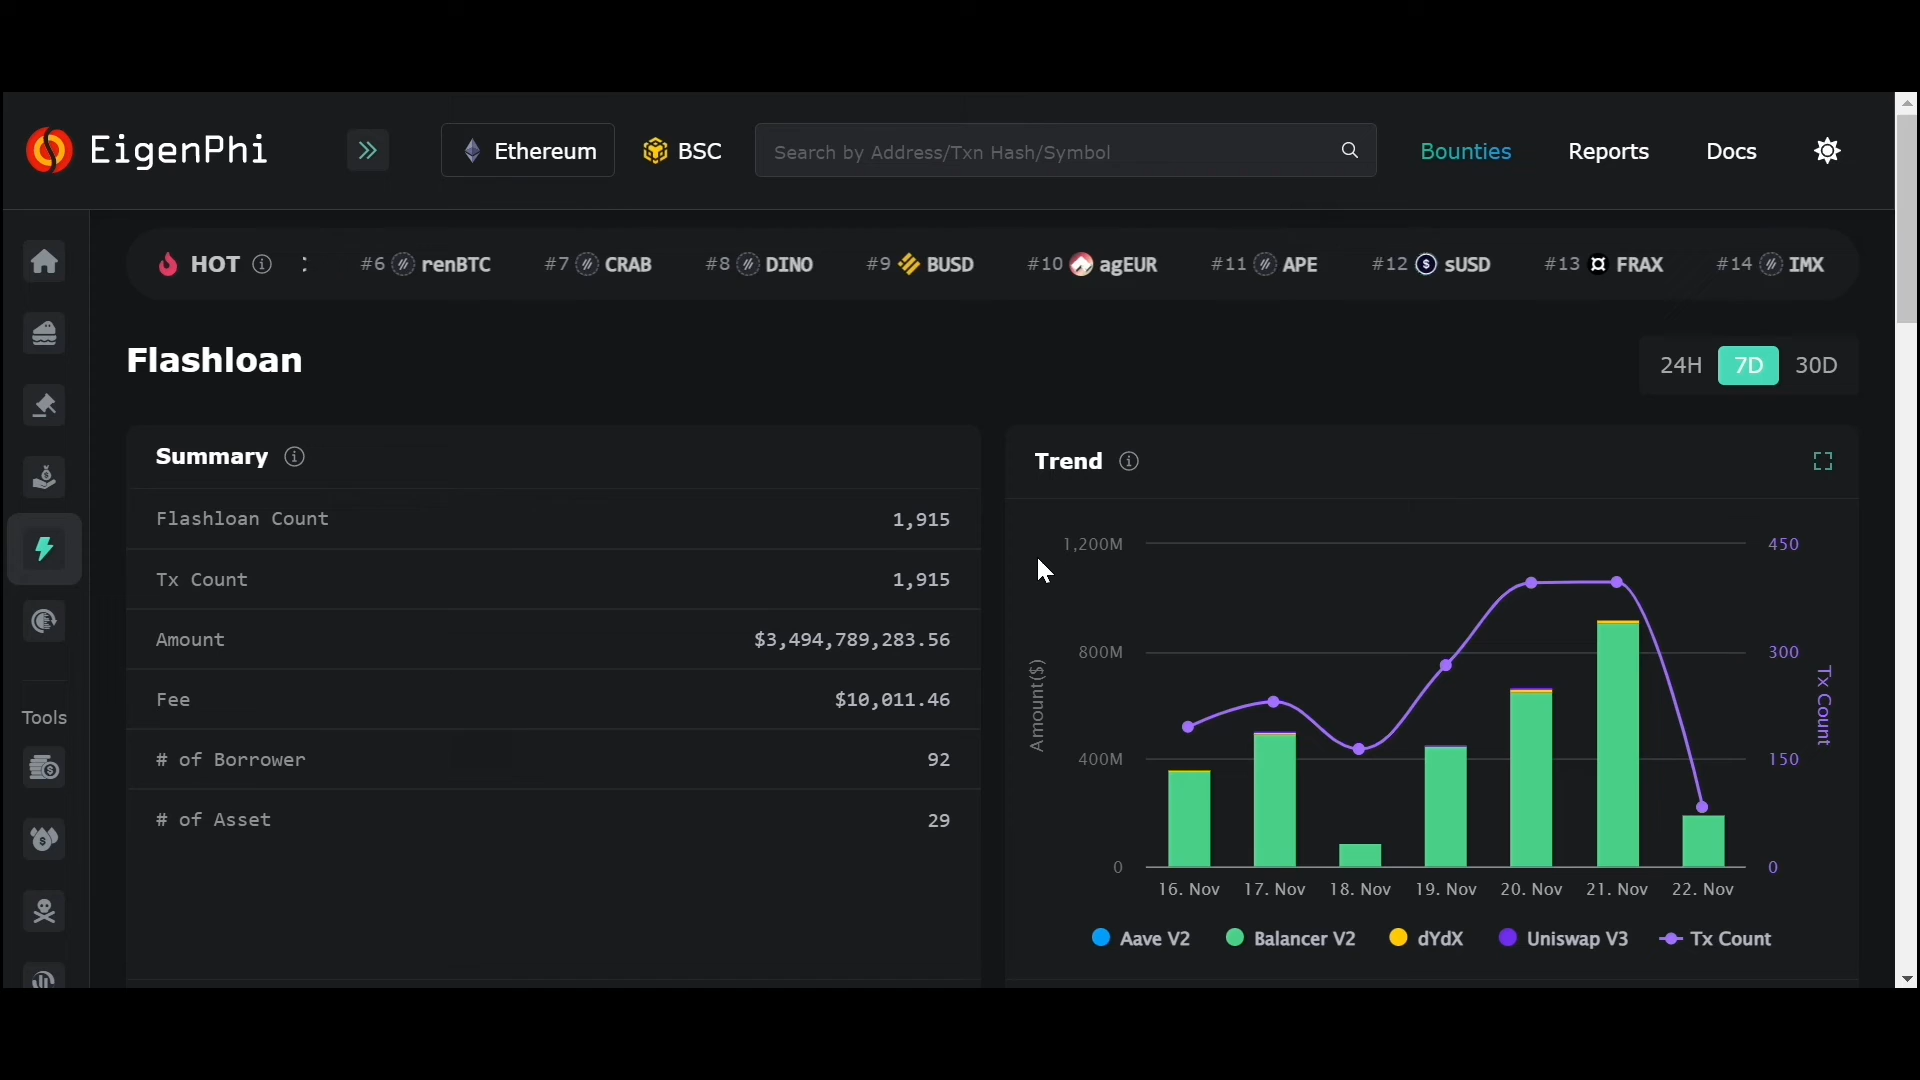 EigenPhi
Ethereum
BSC
Search by Address/Txn Hash/Symbol
Bounties
Reports
Docs
HOT : #6 renBTC #7 CRAB #8 DINO #9 BUSD #10 agEUR #11 APE #12 sUSD #13 FRAX #14 IMX
Flashloan
24H 7D 30D
Summary
Flashloan Count 1,915
Tx Count 1,915
Amount $3,494,789,283.56
Fee $10,011.46
# of Borrower 92
# of Asset 29
Tools
Trend
1,200M 450
800M 300
400M 150
0 0
Amount($)
Tx Count
16. Nov 17. Nov 18. Nov 19. Nov 20. Nov 21. Nov 22. Nov
Aave V2 Balancer V2 dYdX Uniswap V3 Tx Count